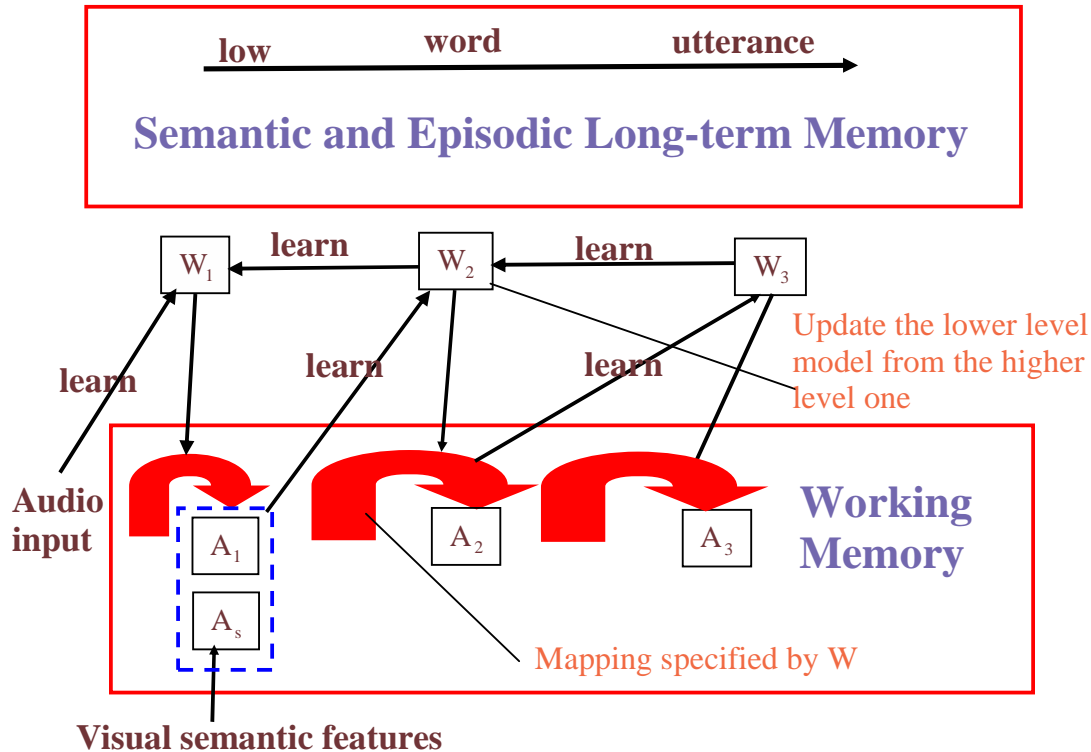 low word utterance
Semantic and Episodic Long-term Memory
learn learn
W1 W2 W3
Update the lower level
model from the higher
level one
learn learn learn
Audio
input
Working
Memory
A1 A2 A3
As
Mapping specified by W
Visual semantic features